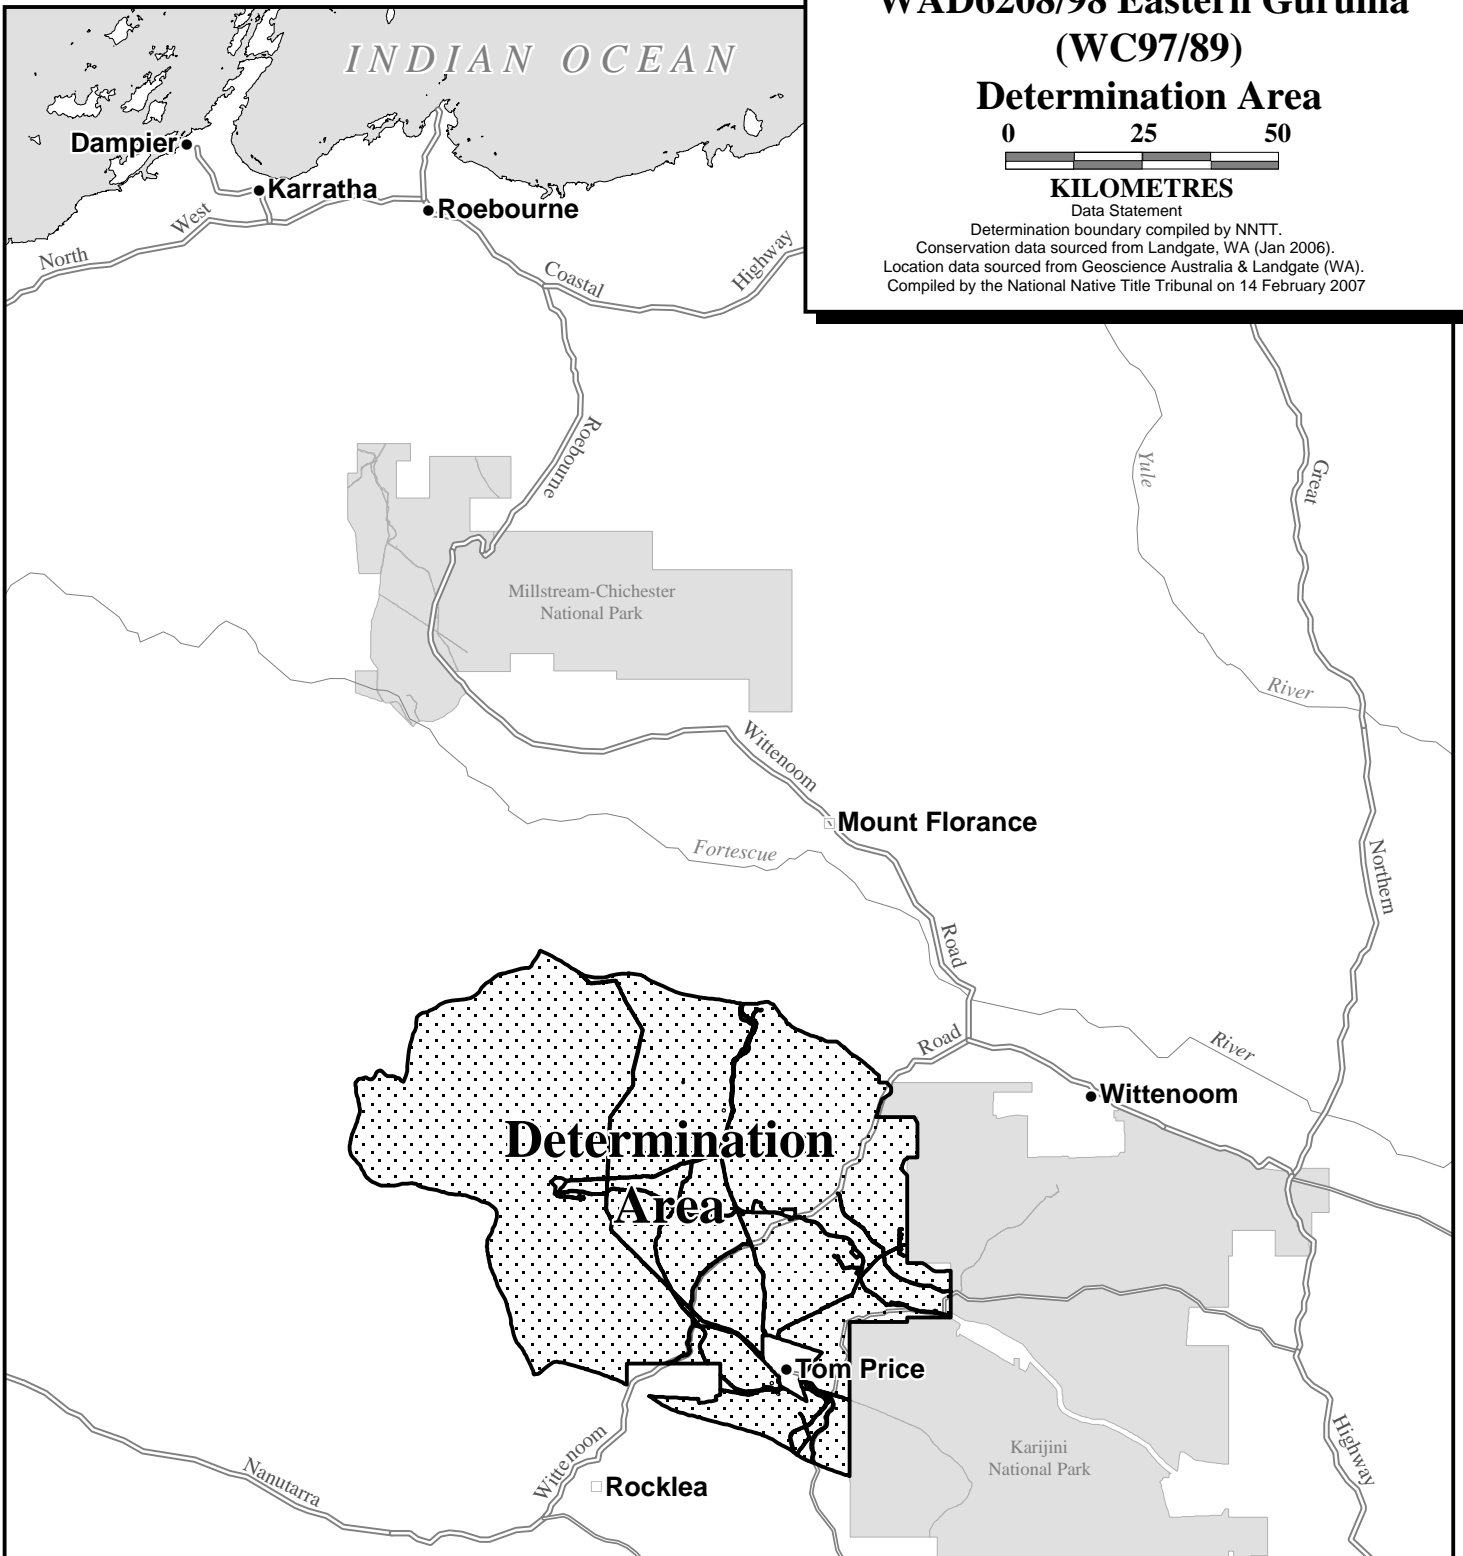 WAD6208/98 Eastern Guruma
(WC97/89)
Determination Area
0 25 50
KILOMETRES
Data Statement
Determination boundary compiled by NNTT.
Conservation data sourced from Landgate, WA (Jan 2006).
Location data sourced from Geoscience Australia & Landgate (WA).
Compiled by the National Native Title Tribunal on 14 February 2007
INDIAN OCEAN
Dampier
Karratha
Roebourne
North
West
Coastal
Highway
Roebourne
Yule
Great
Millstream-Chichester
National Park
River
Wittenoom
Mount Florance
Fortescue
Northern
Road
Road
River
Wittenoom
Determination
Area
Tom Price
Karijini
National Park
Highway
Nanutarra
Wittenoom
Rocklea